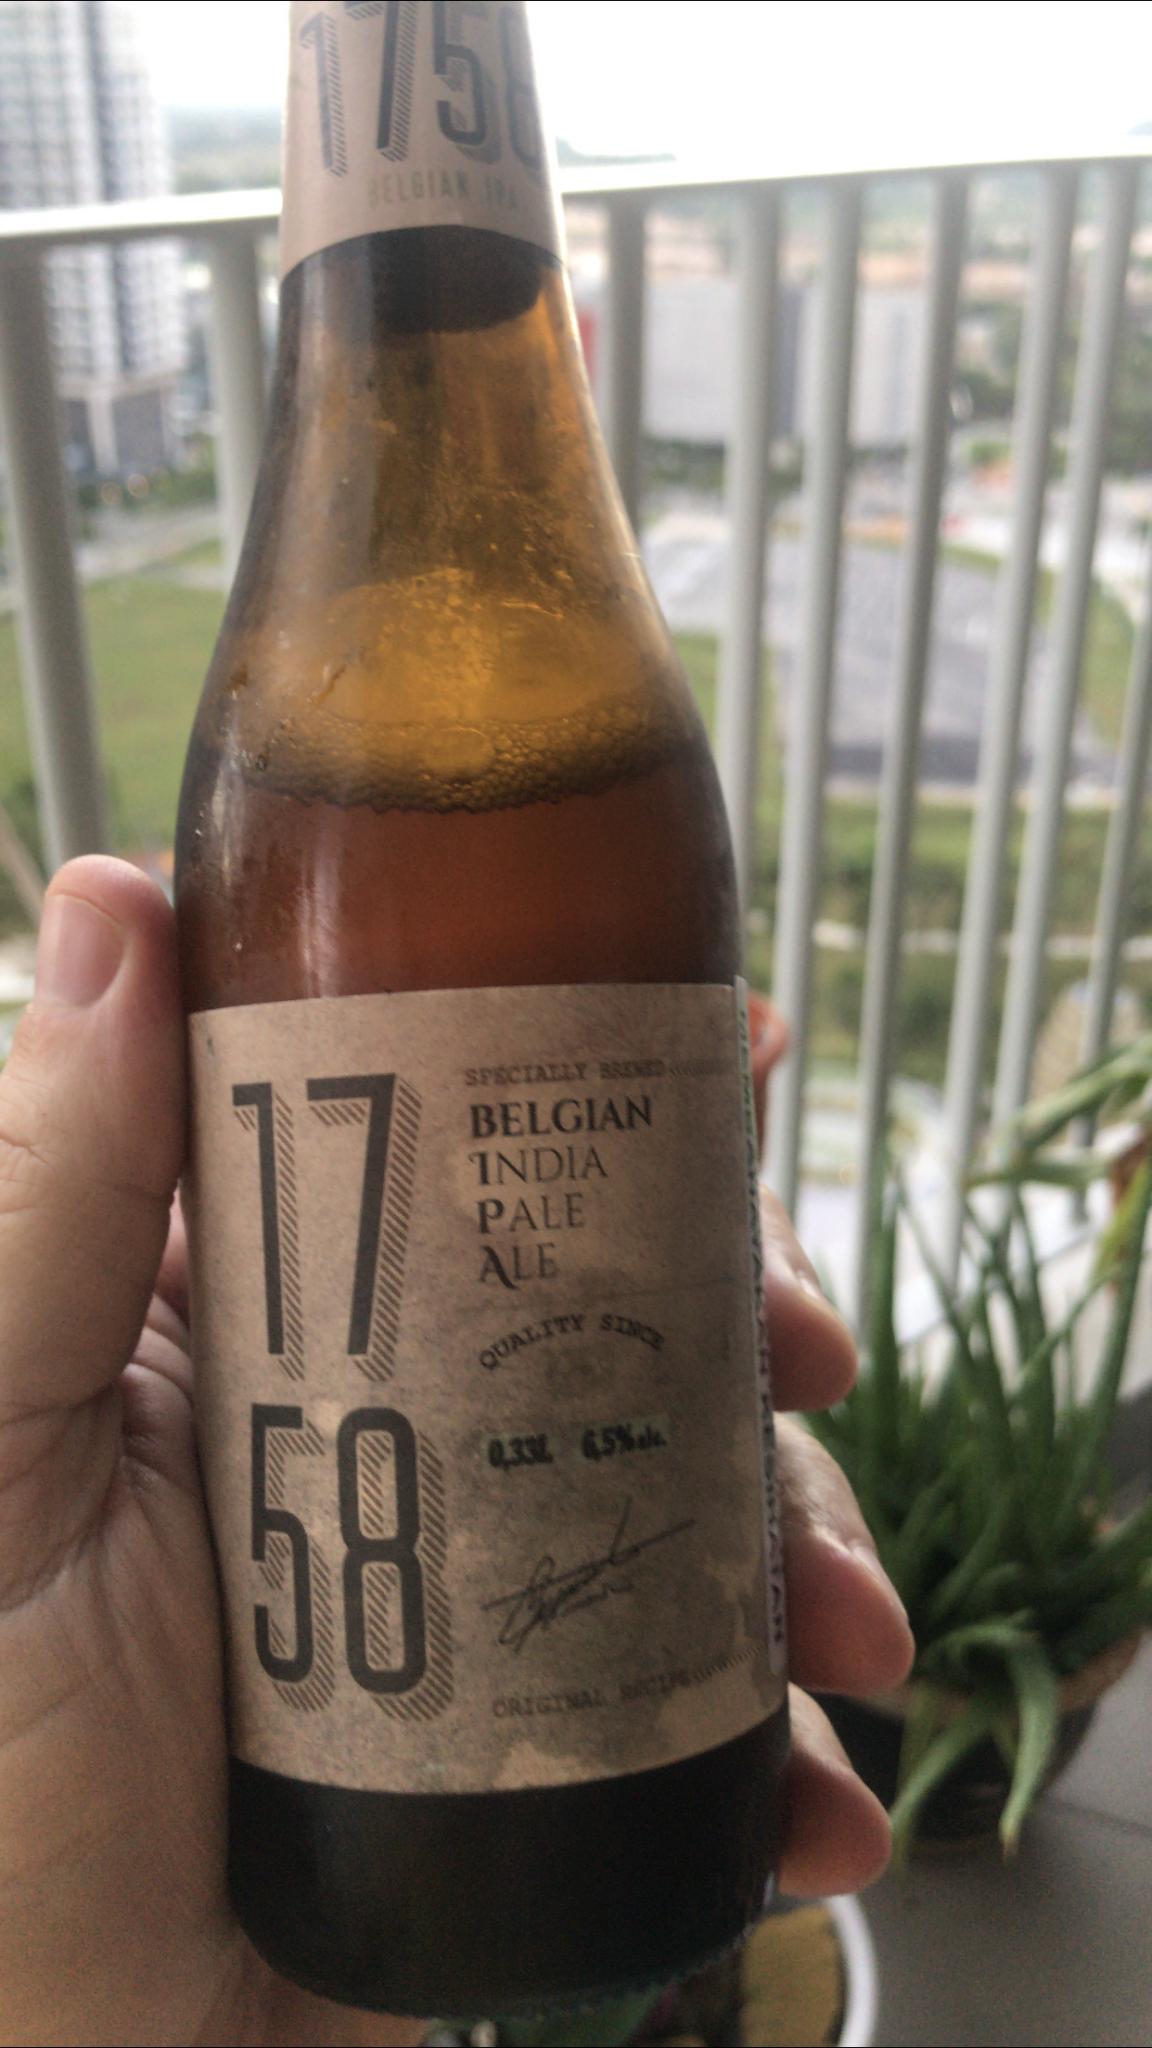 1758
BELGIAN IPA
17
58
SPECIALLY BREWED
BELGIAN
INDIA
PALE
ALE
QUALITY SINCE
0,33L 6,5% alc.
ORIGINAL RECIPE